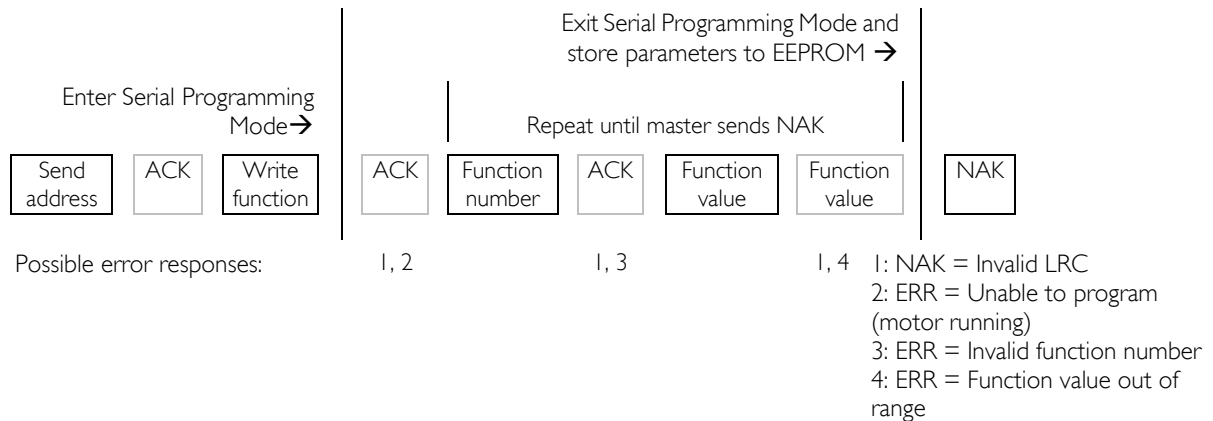 Exit Serial Programming Mode and
store parameters to EEPROM →
Enter Serial Programming
Mode→
Repeat until master sends NAK
Send
address
ACK
Write
function
ACK
Function
number
ACK
Function
value
Function
value
NAK
Possible error responses:
1, 2
1, 3
1, 4
1: NAK = Invalid LRC
2: ERR = Unable to program
(motor running)
3: ERR = Invalid function number
4: ERR = Function value out of
range